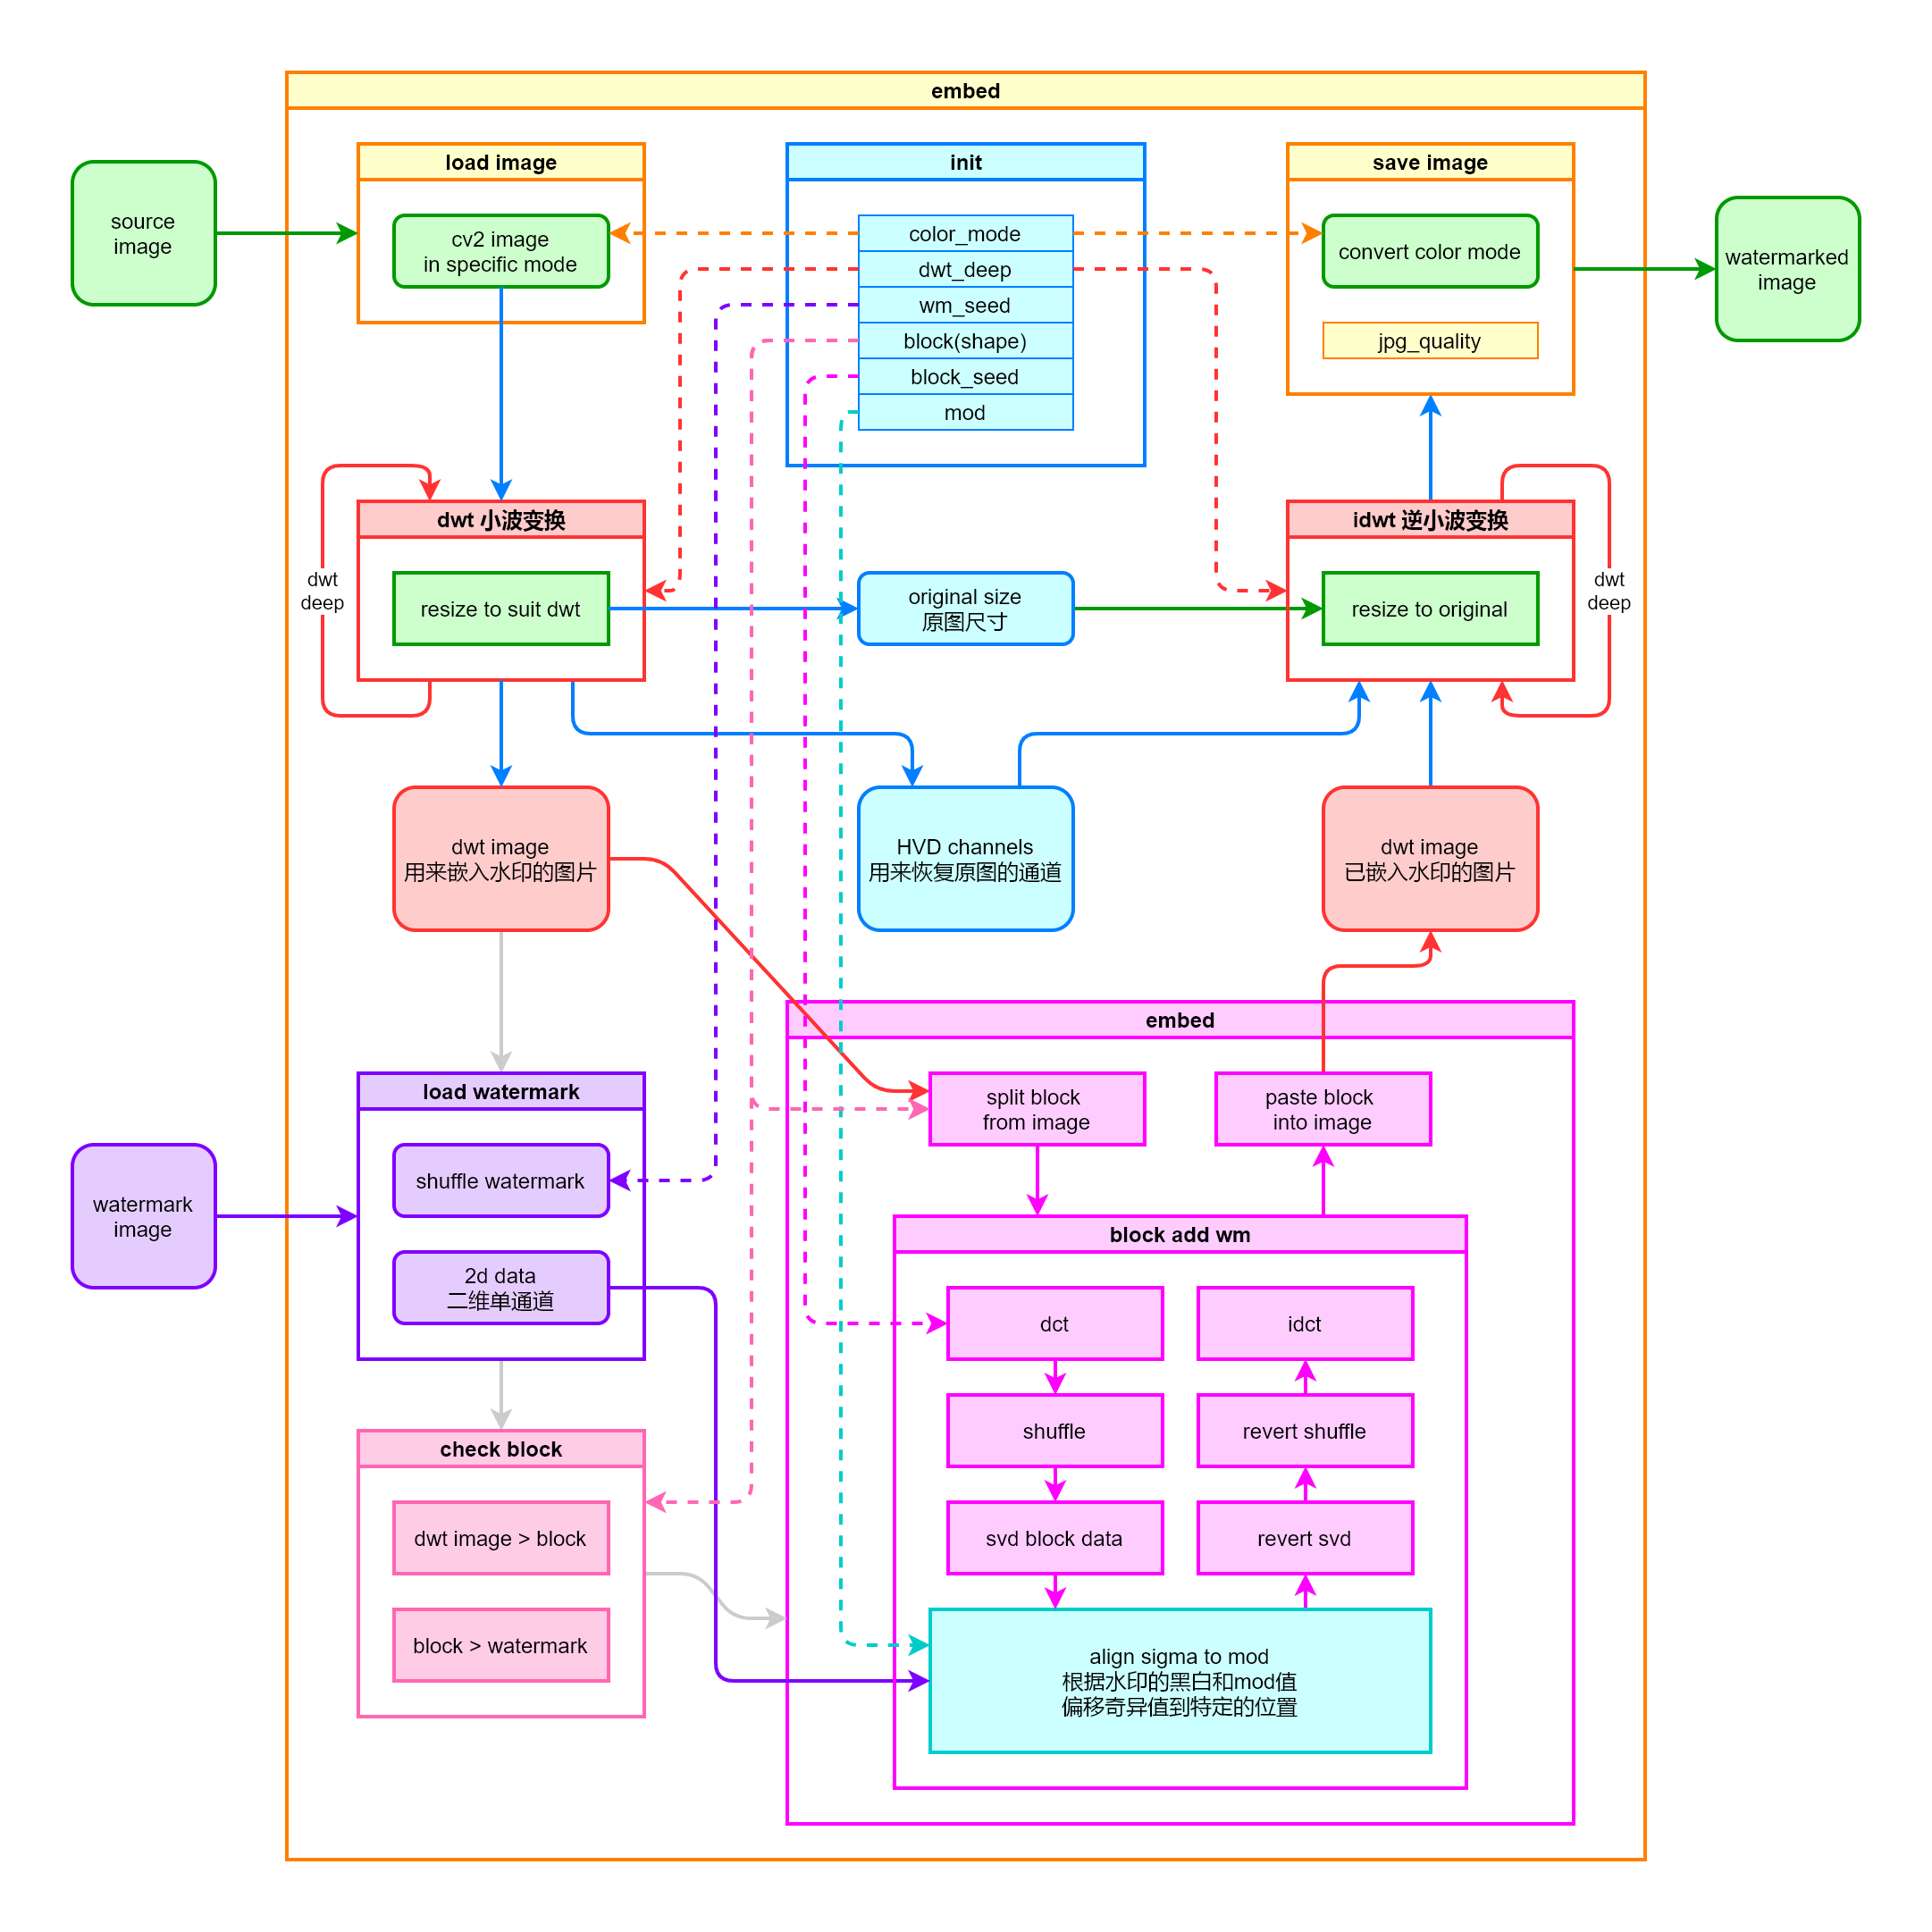 embed
load image
init
save image
source
image
cv2 image
in specific mode
color_mode
dwt_deep
wm_seed
block(shape)
block_seed
mod
convert color mode
jpg_quality
watermarked
image
dwt 小波变换
resize to suit dwt
dwt
deep
original size
原图尺寸
idwt 逆小波变换
resize to original
dwt
deep
dwt image
用来嵌入水印的图片
HVD channels
用来恢复原图的通道
dwt image
已嵌入水印的图片
embed
load watermark
split block
from image
paste block
into image
watermark
image
shuffle watermark
2d data
二维单通道
block add wm
dct
idct
shuffle
revert shuffle
check block
dwt image > block
svd block data
revert svd
block > watermark
align sigma to mod
根据水印的黑白和mod值
偏移奇异值到特定的位置